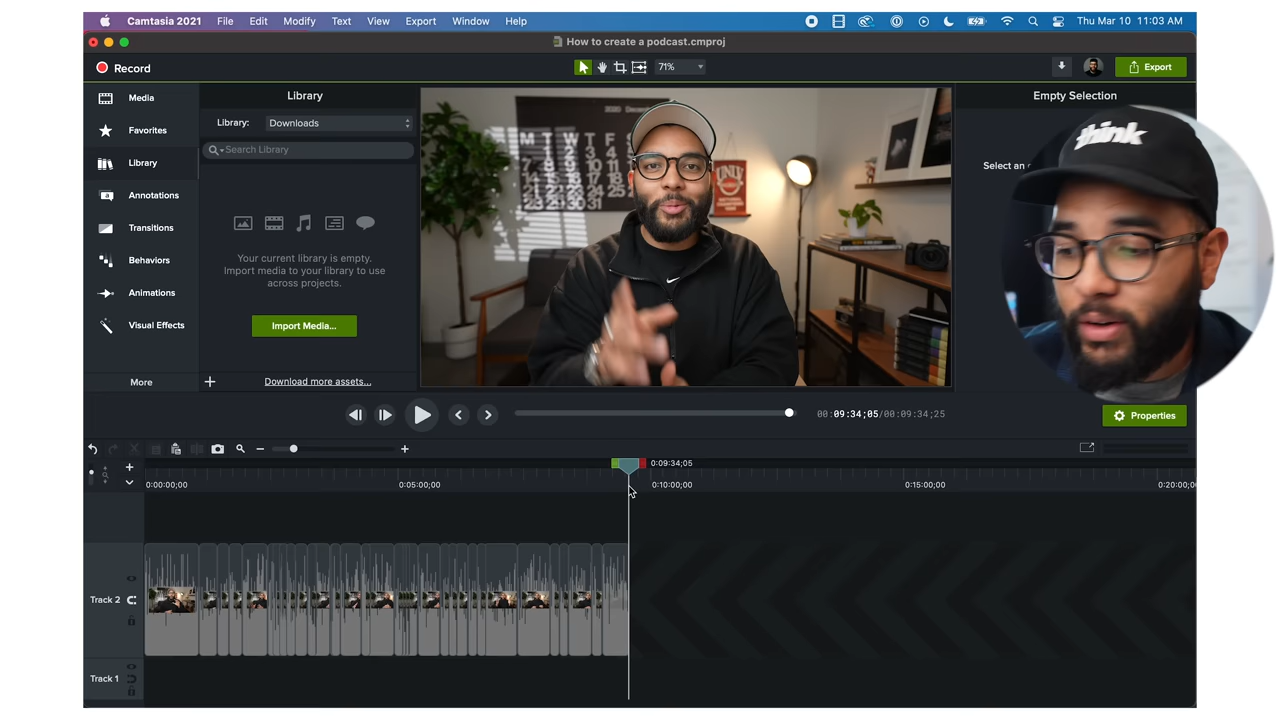 Camtasia 2021 File Edit Modify Text View Export Window Help Thu Mar 10 11:03 AM
How to create a podcast.cmproj
Record 71% Export
Media
Favorites
Library
Annotations
Transitions
Behaviors
Animations
Visual Effects
More
Library
Library: Downloads
Search Library
Your current library is empty.
Import media to your library to use
across projects.
Import Media...
Download more assets...
2020 December
M T W T F S
UNLV
think
Empty Selection
Select an
00:09:34;05/00:09:34;25
Properties
0:09:34;05
0:00:00;00 0:05:00;00 0:10:00;00 0:15:00;00 0:20:00;0
Track 2
Track 1